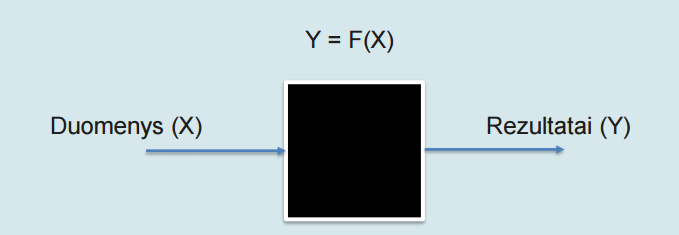 Y = F(X)
Duomenys (X)
Rezultatai (Y)